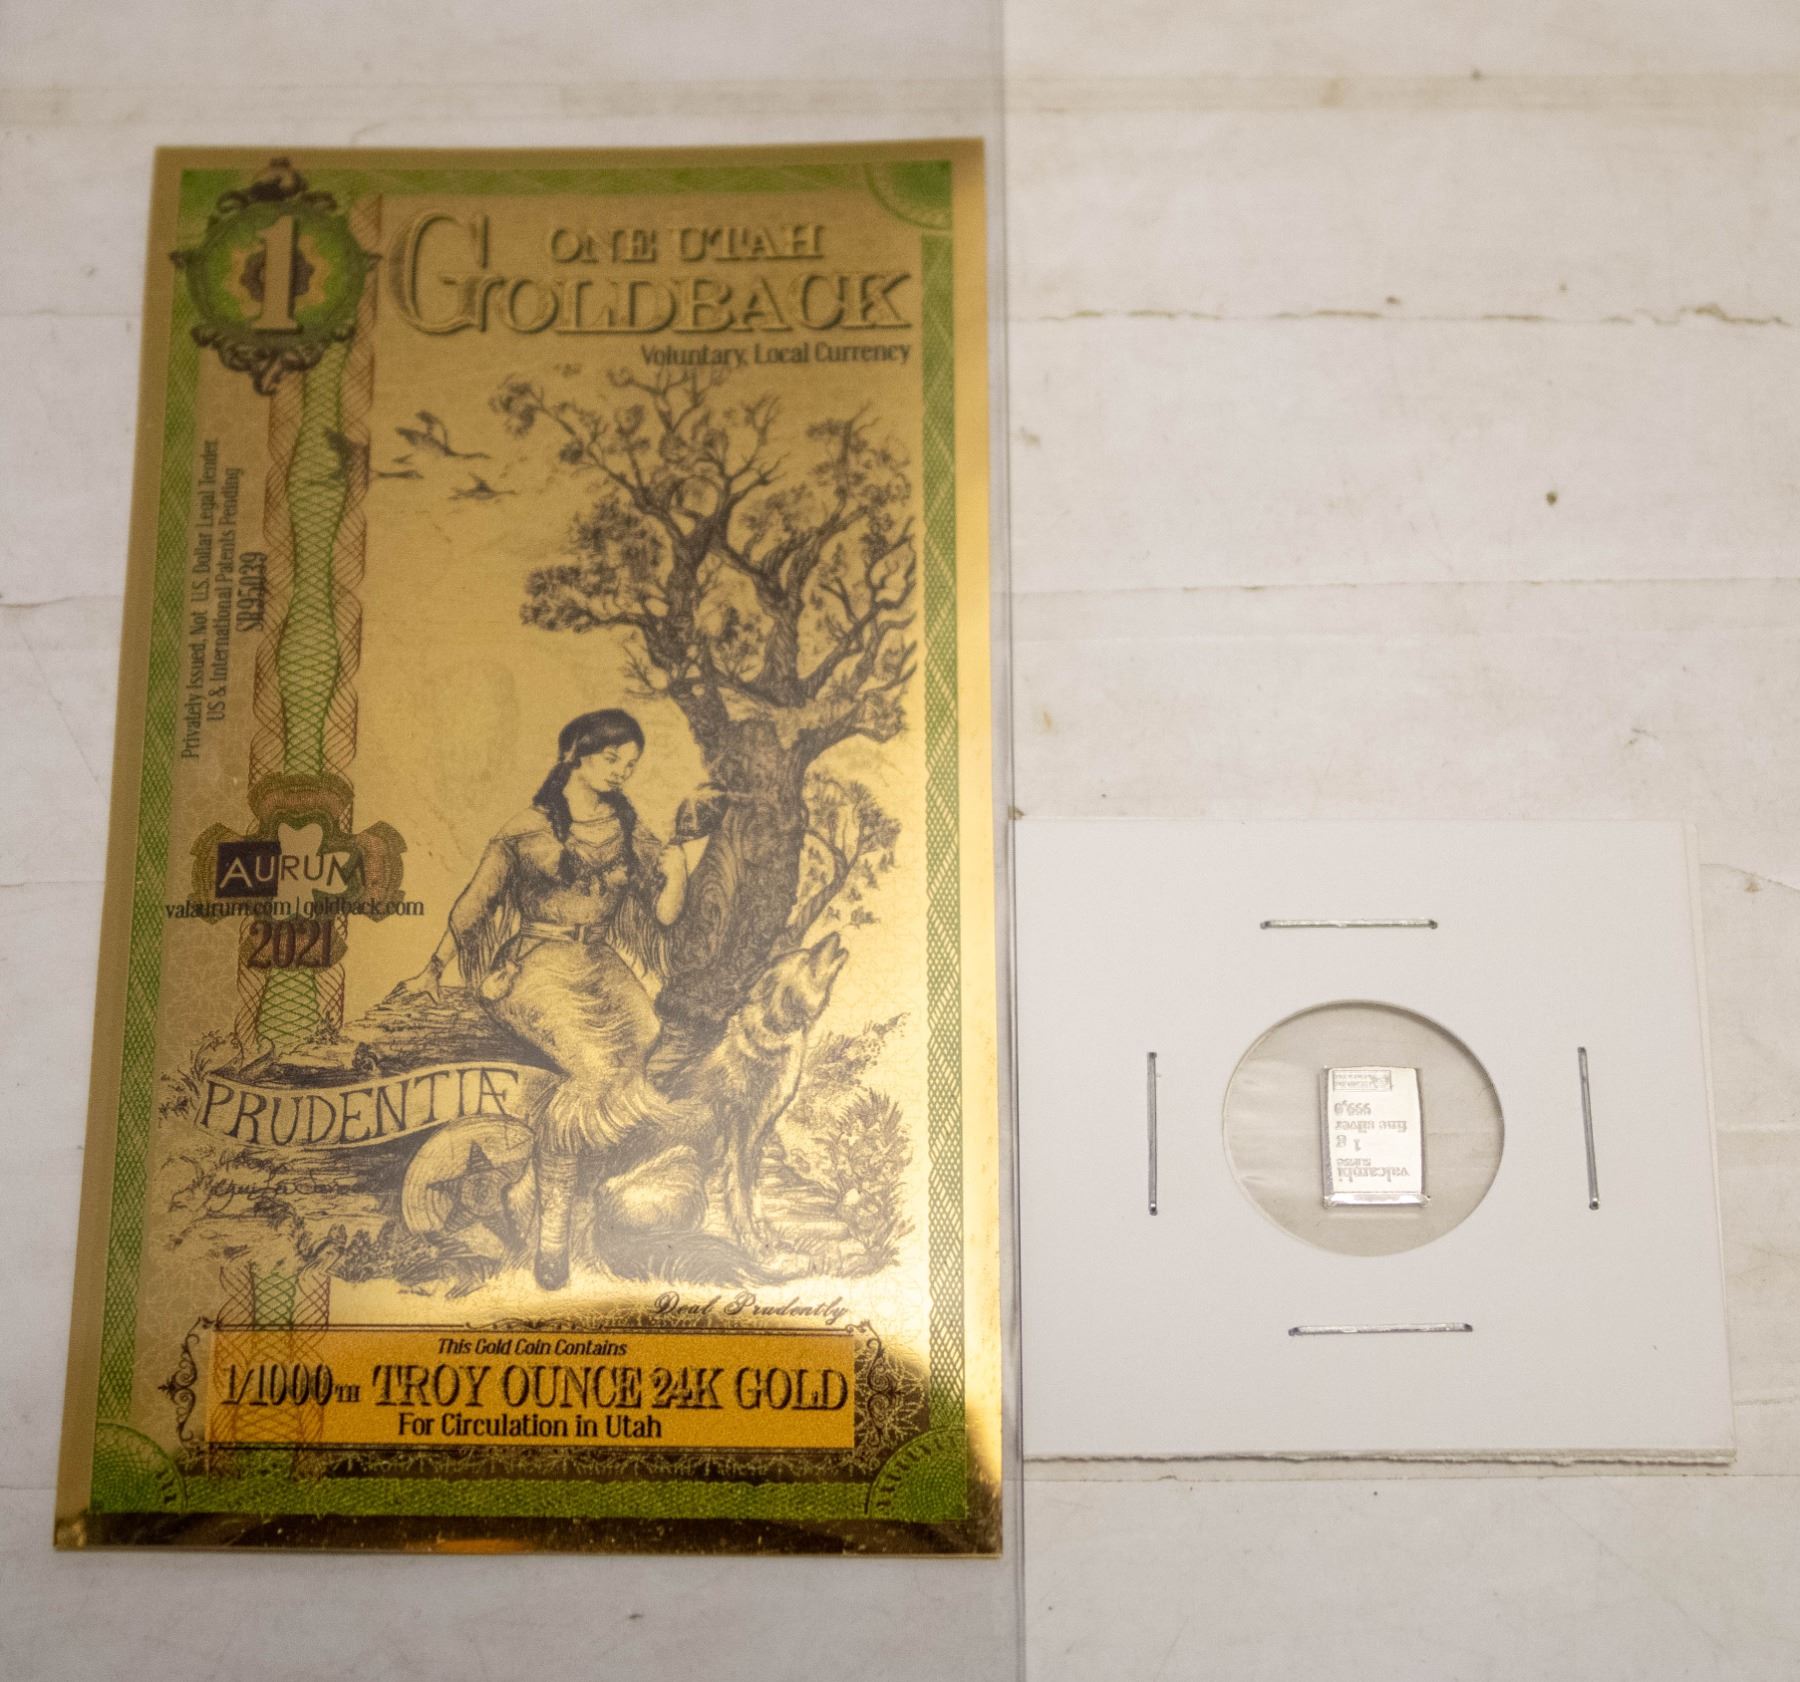 1
ONE UTAH
GOLDBACK
Voluntary, Local Currency
Privately Issued, Not U.S. Dollar Legal Tender
US & International Patents Pending
AURUM
valaurum.com | goldback.com
2021
PRUDENTIÆ
Deal Prudently
This Gold Coin Contains
1/1000TH TROY OUNCE 24K GOLD
For Circulation in Utah
valcambi
suisse
1 g
fine silver
999,0